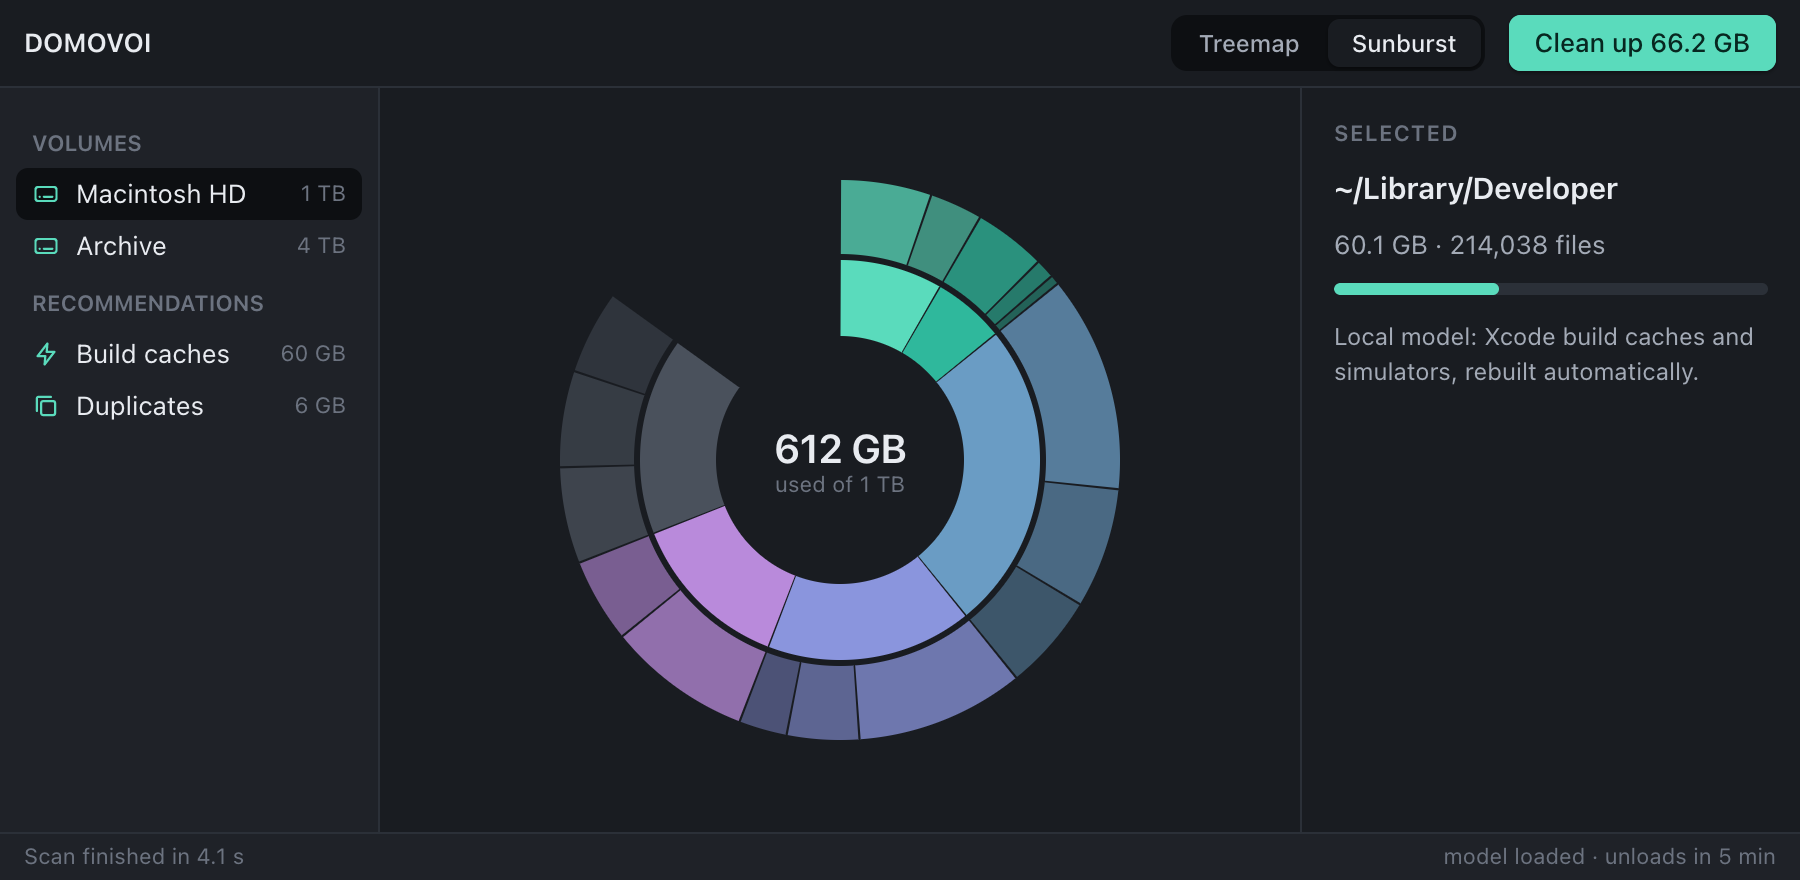 DOMOVOI
Treemap
Sunburst
Clean up 66.2 GB
VOLUMES
Macintosh HD 1 TB
Archive 4 TB
RECOMMENDATIONS
Build caches 60 GB
Duplicates 6 GB
612 GB
used of 1 TB
SELECTED
~/Library/Developer
60.1 GB · 214,038 files
Local model: Xcode build caches and
simulators, rebuilt automatically.
Scan finished in 4.1 s
model loaded · unloads in 5 min